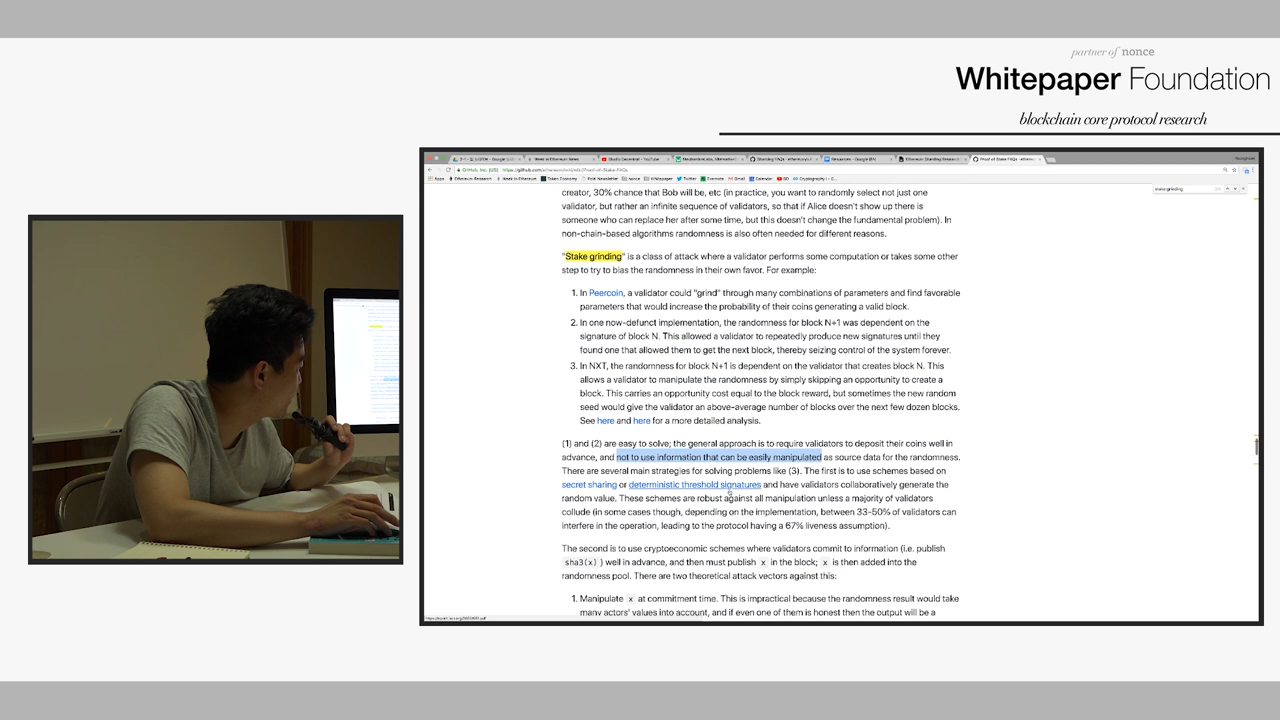 partner of nonce
Whitepaper Foundation
blockchain core protocol research
Proof of Stake FAQs
stake grinding
creator, 30% chance that Bob will be, etc (in practice, you want to randomly select not just one
validator, but rather an infinite sequence of validators, so that if Alice doesn't show up there is
someone who can replace her after some time, but this doesn't change the fundamental problem). In
non-chain-based algorithms randomness is also often needed for different reasons.
"Stake grinding" is a class of attack where a validator performs some computation or takes some other
step to try to bias the randomness in their own favor. For example:
1. In Peercoin, a validator could "grind" through many combinations of parameters and find favorable
parameters that would increase the probability of their coins generating a valid block.
2. In one now-defunct implementation, the randomness for block N+1 was dependent on the
signature of block N. This allowed a validator to repeatedly produce new signatures until they
found one that allowed them to get the next block, thereby seizing control of the system forever.
3. In NXT, the randomness for block N+1 is dependent on the validator that creates block N. This
allows a validator to manipulate the randomness by simply skipping an opportunity to create a
block. This carries an opportunity cost equal to the block reward, but sometimes the new random
seed would give the validator an above-average number of blocks over the next few dozen blocks.
See here and here for a more detailed analysis.
(1) and (2) are easy to solve; the general approach is to require validators to deposit their coins well in
advance, and not to use information that can be easily manipulated as source data for the randomness.
There are several main strategies for solving problems like (3). The first is to use schemes based on
secret sharing or deterministic threshold signatures and have validators collaboratively generate the
random value. These schemes are robust against all manipulation unless a majority of validators
collude (in some cases though, depending on the implementation, between 33-50% of validators can
interfere in the operation, leading to the protocol having a 67% liveness assumption).
The second is to use cryptoeconomic schemes where validators commit to information (i.e. publish
sha3(x) ) well in advance, and then must publish x in the block; x is then added into the
randomness pool. There are two theoretical attack vectors against this:
1. Manipulate x at commitment time. This is impractical because the randomness result would take
many actors' values into account, and if even one of them is honest then the output will be a